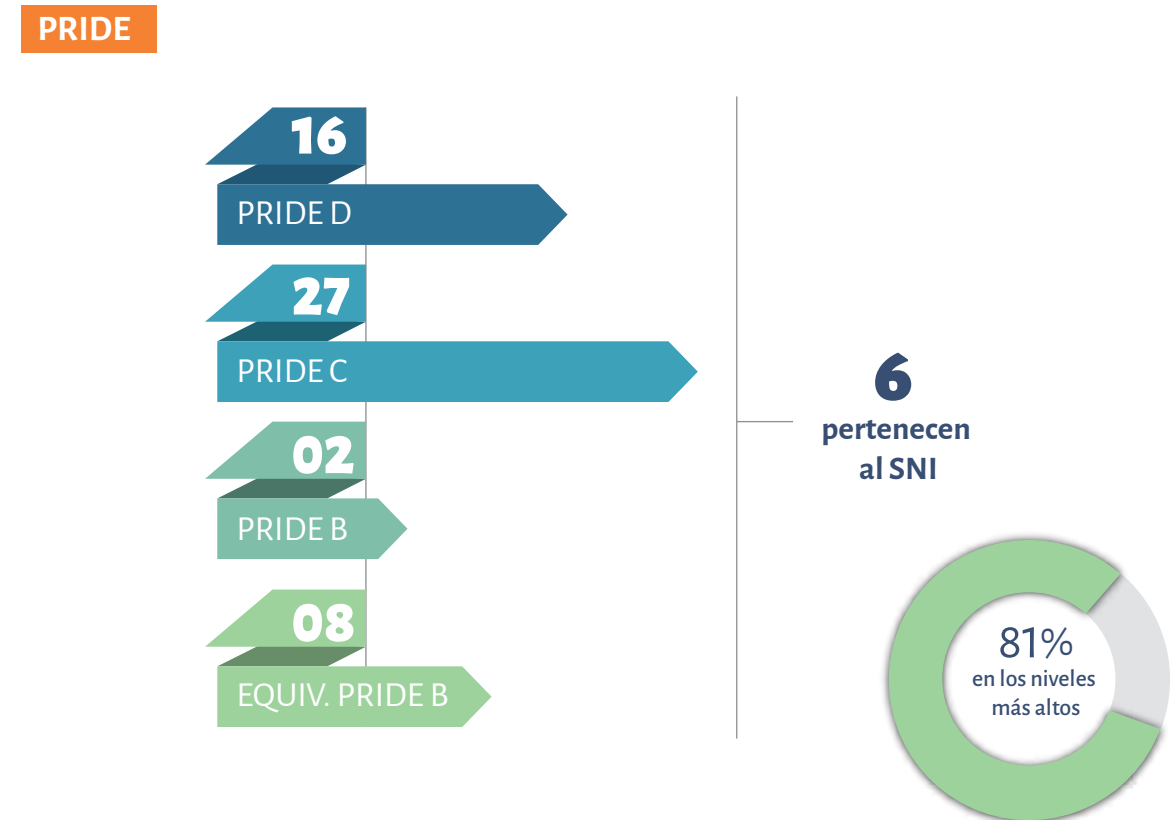 PRIDE
16
PRIDE D
27
PRIDE C
02
PRIDE B
08
EQUIV. PRIDE B
6
pertenecen
al SNI
81%
en los niveles
más altos